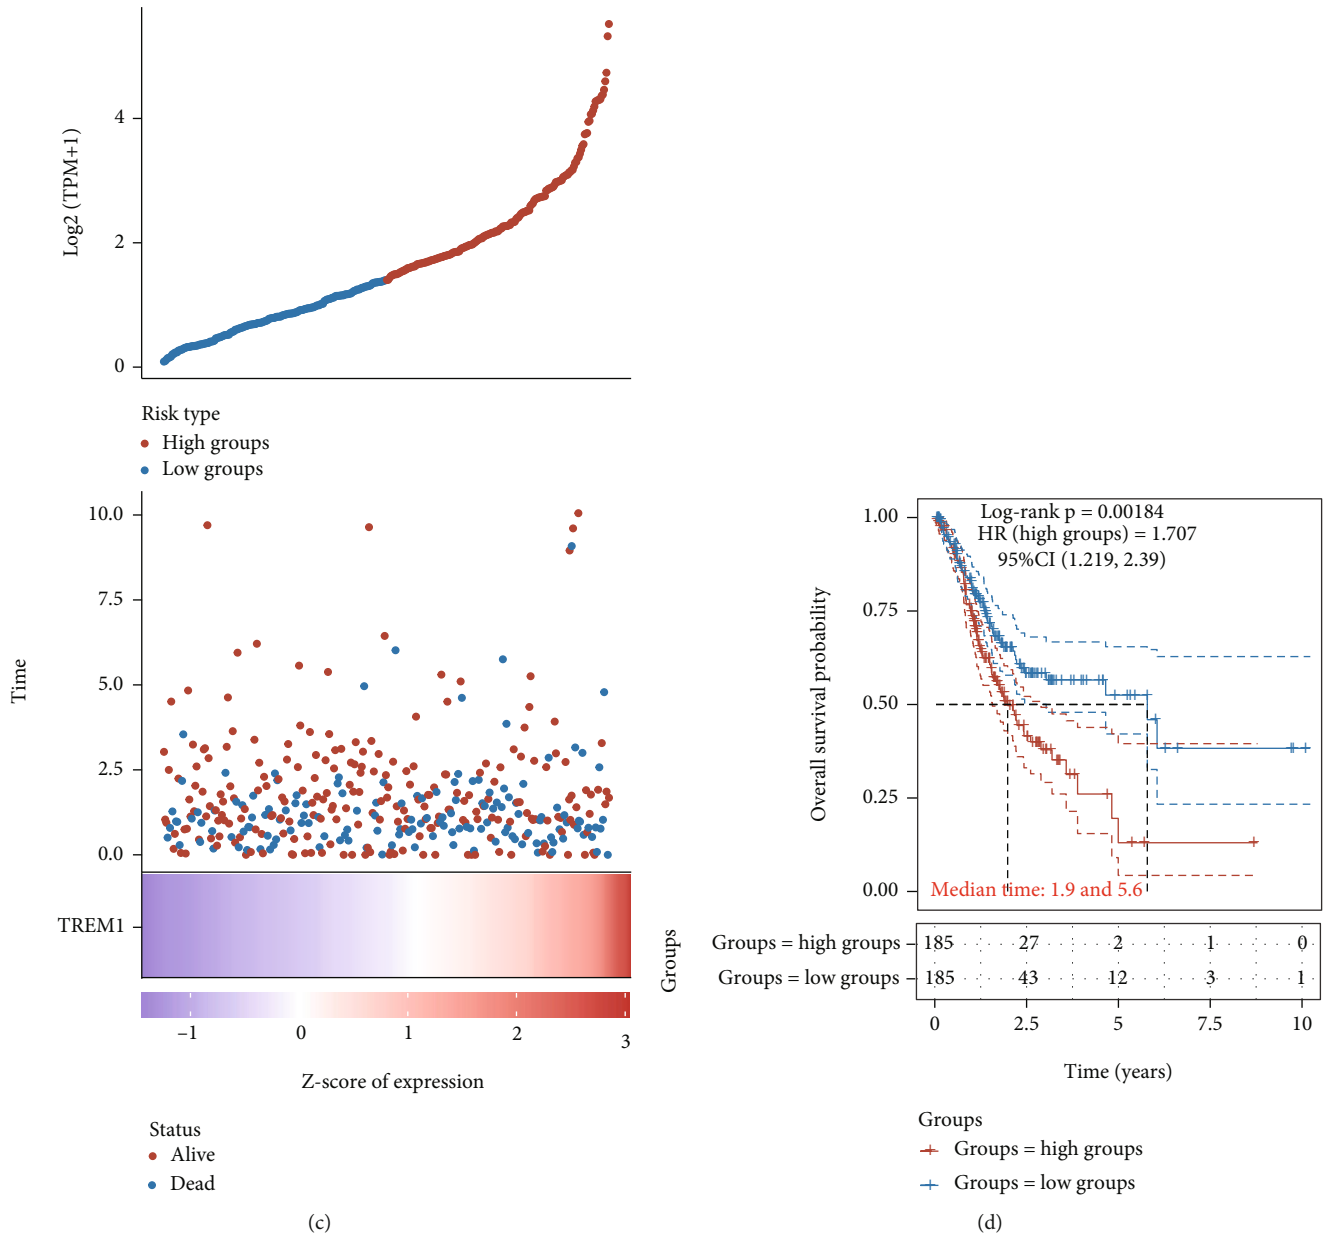 4
2
0
Log2 (TPM+1)
Risk type
High groups
Low groups
10.0
7.5
5.0
2.5
0.0
Time
TREM1
−1 0 1 2 3
Z-score of expression
Status
Alive
Dead
(c)
Log-rank p = 0.00184
HR (high groups) = 1.707
95%CI (1.219, 2.39)
1.00
0.75
0.50
0.25
0.00
Overall survival probability
Median time: 1.9 and 5.6
Groups
Groups = high groups 185 27 2 1 0
Groups = low groups 185 43 12 3 1
0 2.5 5 7.5 10
Time (years)
Groups
Groups = high groups
Groups = low groups
(d)